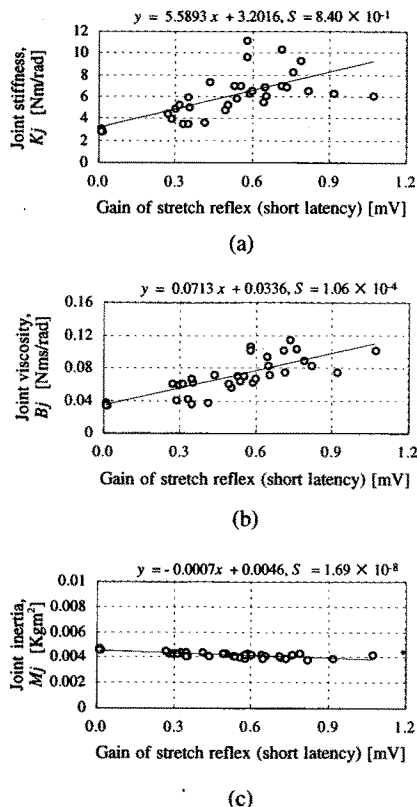 y = 5.5893 x + 3.2016, S = 8.40 × 10⁻¹
Joint stiffness,
Kj [Nm/rad]
12
10
8
6
4
2
0
0.0 0.3 0.6 0.9 1.2
Gain of stretch reflex (short latency) [mV]
(a)
y = 0.0713 x + 0.0336, S = 1.06 × 10⁻⁴
Joint viscosity,
Bj [Nms/rad]
0.16
0.12
0.08
0.04
0
0.0 0.3 0.6 0.9 1.2
Gain of stretch reflex (short latency) [mV]
(b)
y = - 0.0007x + 0.0046, S = 1.69 × 10⁻⁸
Joint inertia,
Mj [Kgm²]
0.01
0.008
0.006
0.004
0.002
0
0.0 0.3 0.6 0.9 1.2
Gain of stretch reflex (short latency) [mV]
(c)